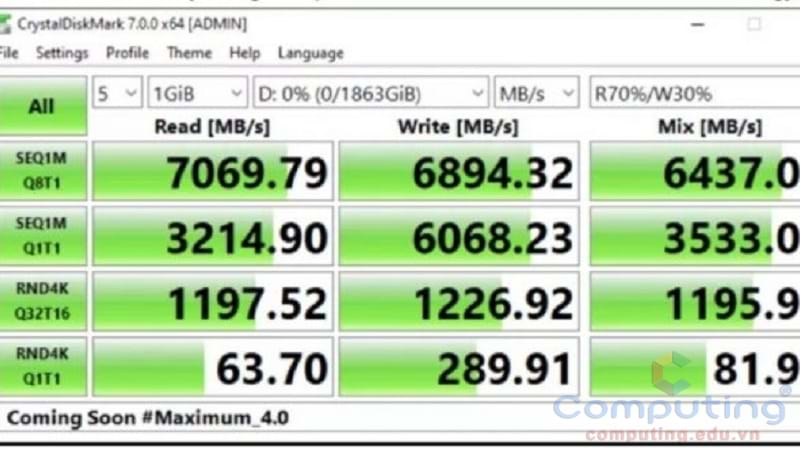 CrystalDiskMark 7.0.0 x64 [ADMIN]
File Settings Profile Theme Help Language
All 5 1GiB D: 0% (0/1863GiB) MB/s R70%/W30%
Read [MB/s] Write [MB/s] Mix [MB/s]
SEQ1M Q8T1 7069.79 6894.32 6437.0
SEQ1M Q1T1 3214.90 6068.23 3533.0
RND4K Q32T16 1197.52 1226.92 1195.9
RND4K Q1T1 63.70 289.91 81.9
Coming Soon #Maximum_4.0
Computing®
computing.edu.vn